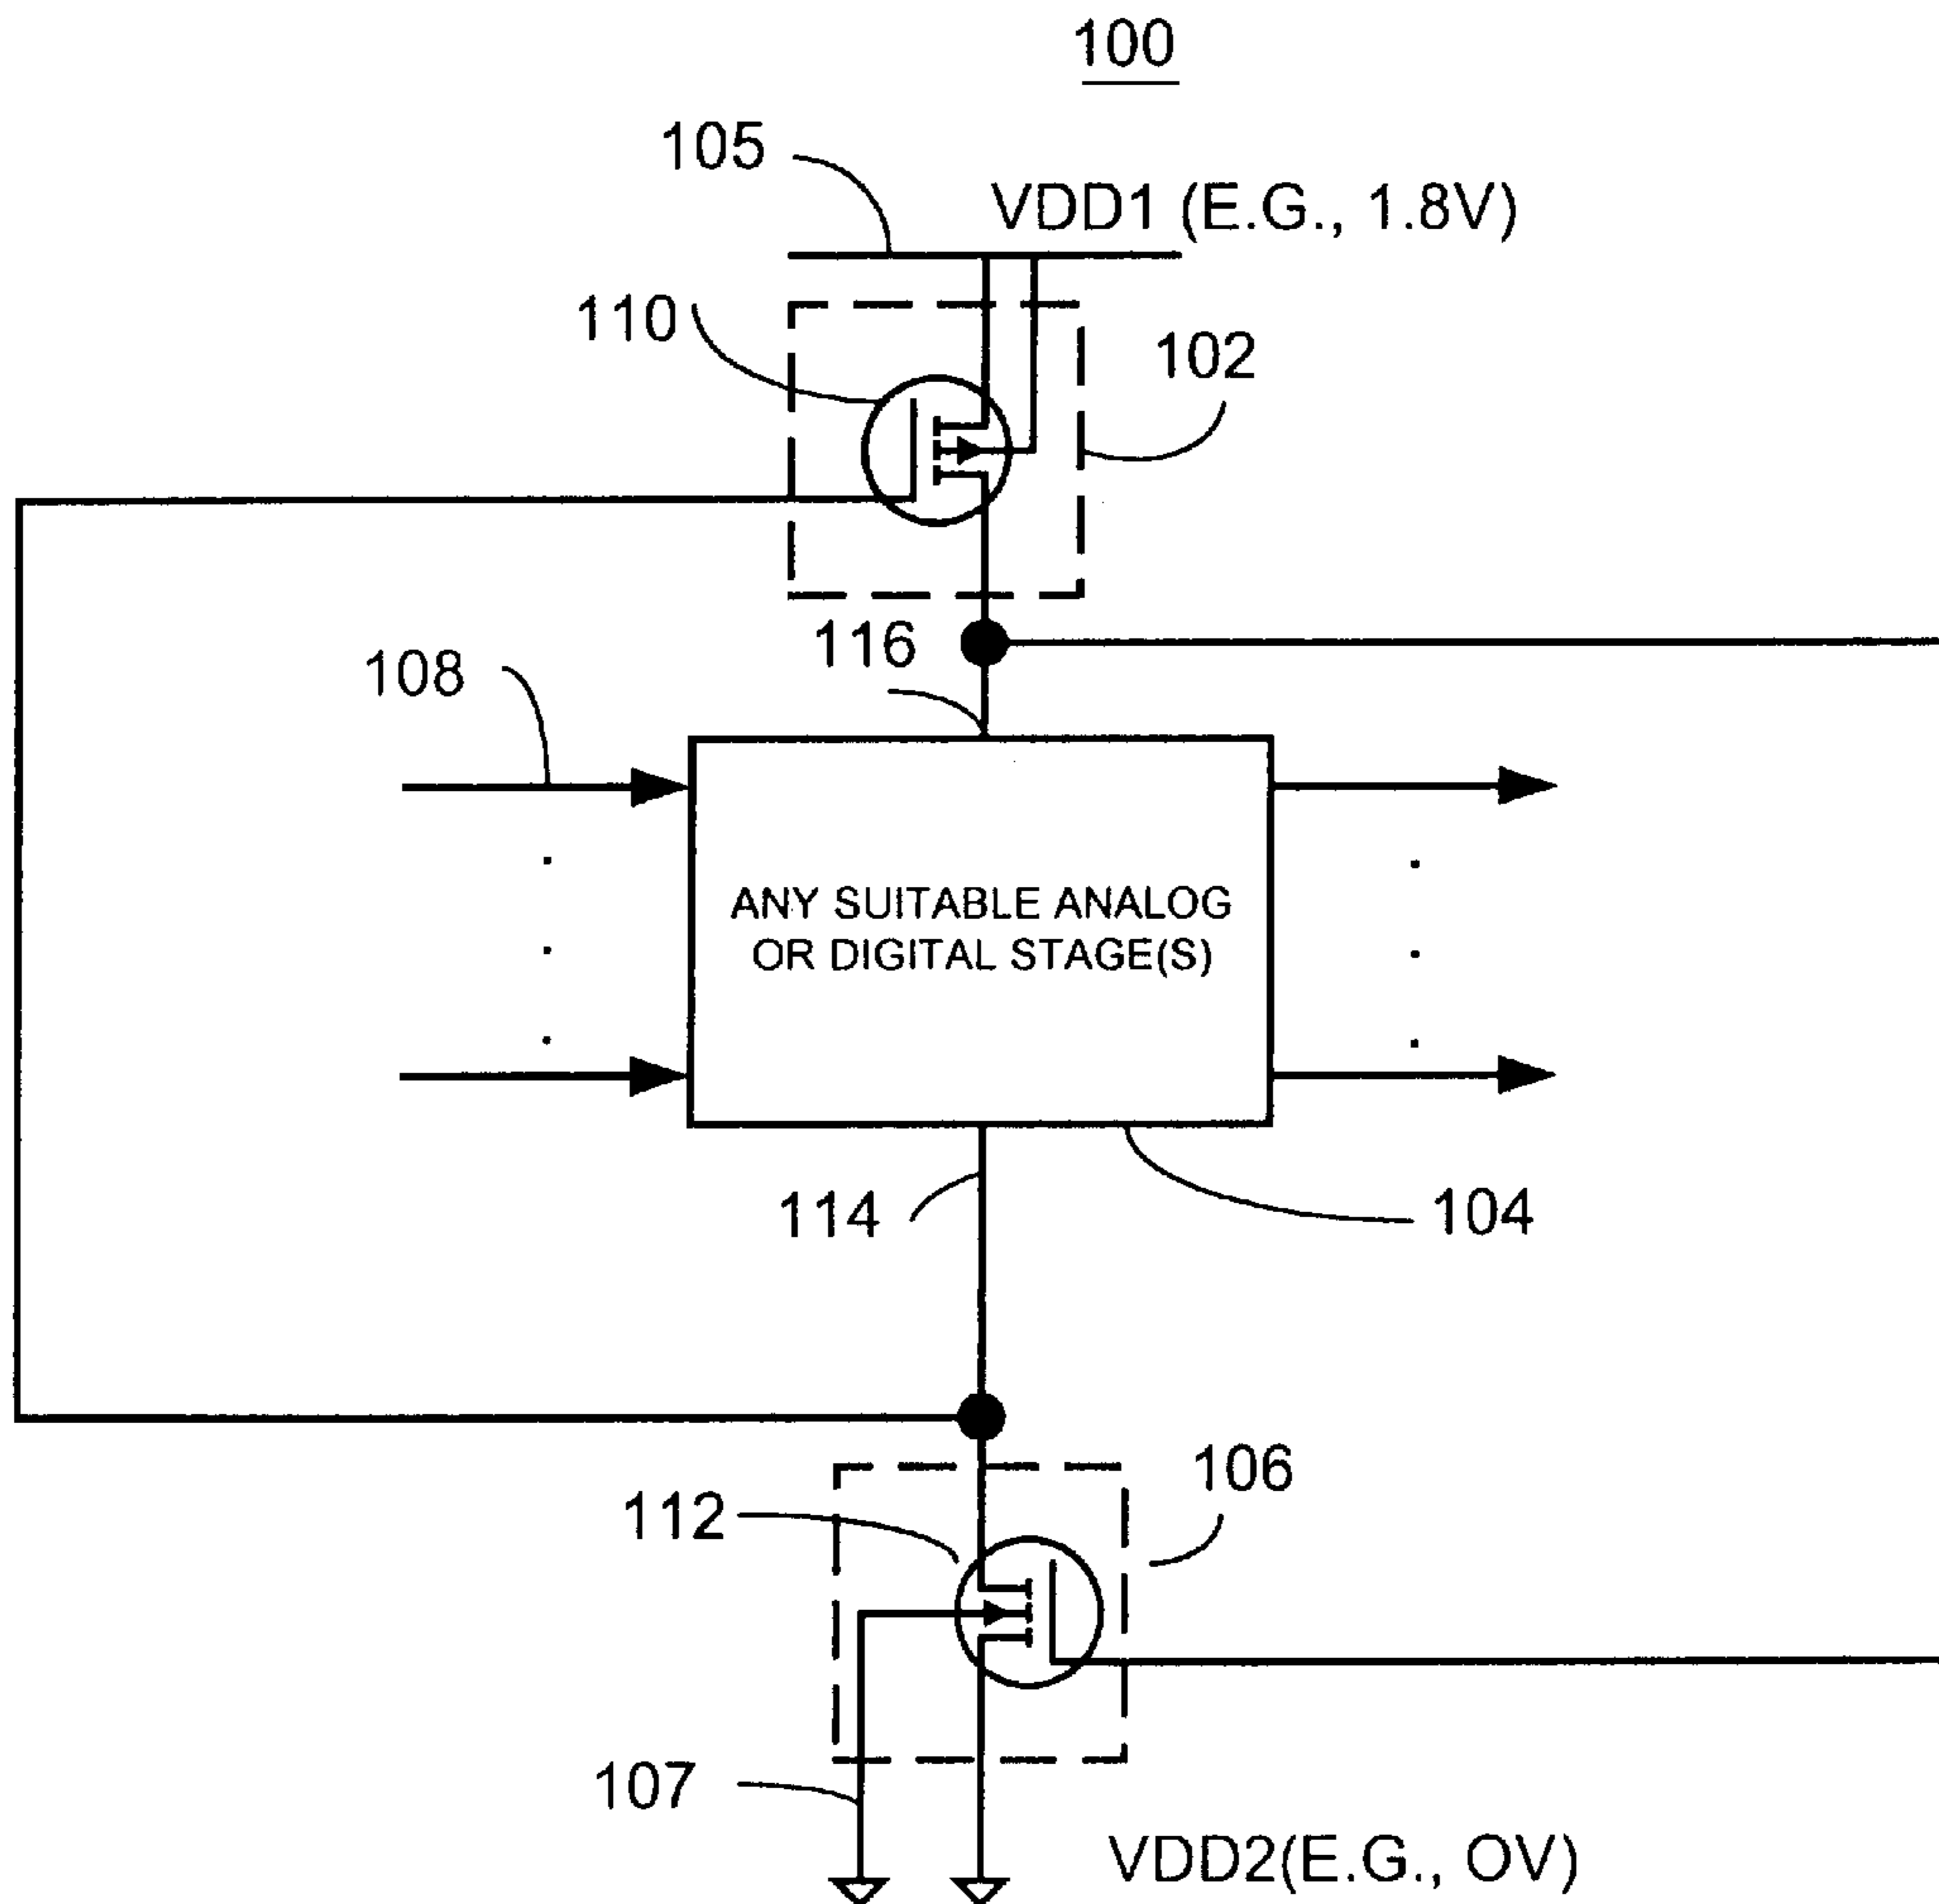 100
105
VDD1 (E.G., 1.8V)
110
102
116
108
ANY SUITABLE ANALOG
OR DIGITAL STAGE(S)
114
104
106
112
107
VDD2(E.G., OV)